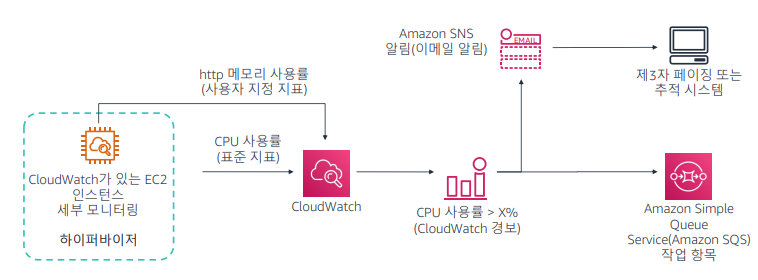 Amazon SNS
알림(이메일 알림)
EMAIL
제3자 페이징 또는
추적 시스템
http 메모리 사용률
(사용자 지정 지표)
CPU 사용률
(표준 지표)
CloudWatch가 있는 EC2
인스턴스
세부 모니터링
하이퍼바이저
CloudWatch
CPU 사용률 > X%
(CloudWatch 경보)
Amazon Simple
Queue
Service(Amazon SQS)
작업 항목